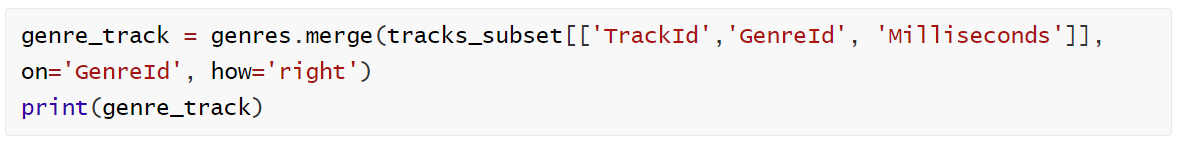 genre_track = genres.merge(tracks_subset[['TrackId','GenreId', 'Milliseconds']],
on='GenreId', how='right')
print(genre_track)